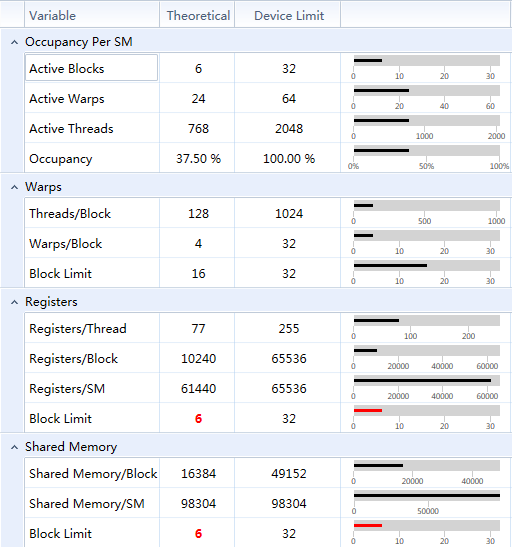 Variable Theoretical Device Limit
Occupancy Per SM
Active Blocks 6 32
0 10 20 30
Active Warps 24 64
0 20 40 60
Active Threads 768 2048
0 1000 2000
Occupancy 37.50 % 100.00 %
0% 50% 100%
Warps
Threads/Block 128 1024
0 500 1000
Warps/Block 4 32
0 10 20 30
Block Limit 16 32
0 10 20 30
Registers
Registers/Thread 77 255
0 100 200
Registers/Block 10240 65536
0 20000 40000 60000
Registers/SM 61440 65536
0 20000 40000 60000
Block Limit 6 32
0 10 20 30
Shared Memory
Shared Memory/Block 16384 49152
0 20000 40000
Shared Memory/SM 98304 98304
0 50000
Block Limit 6 32
0 10 20 30